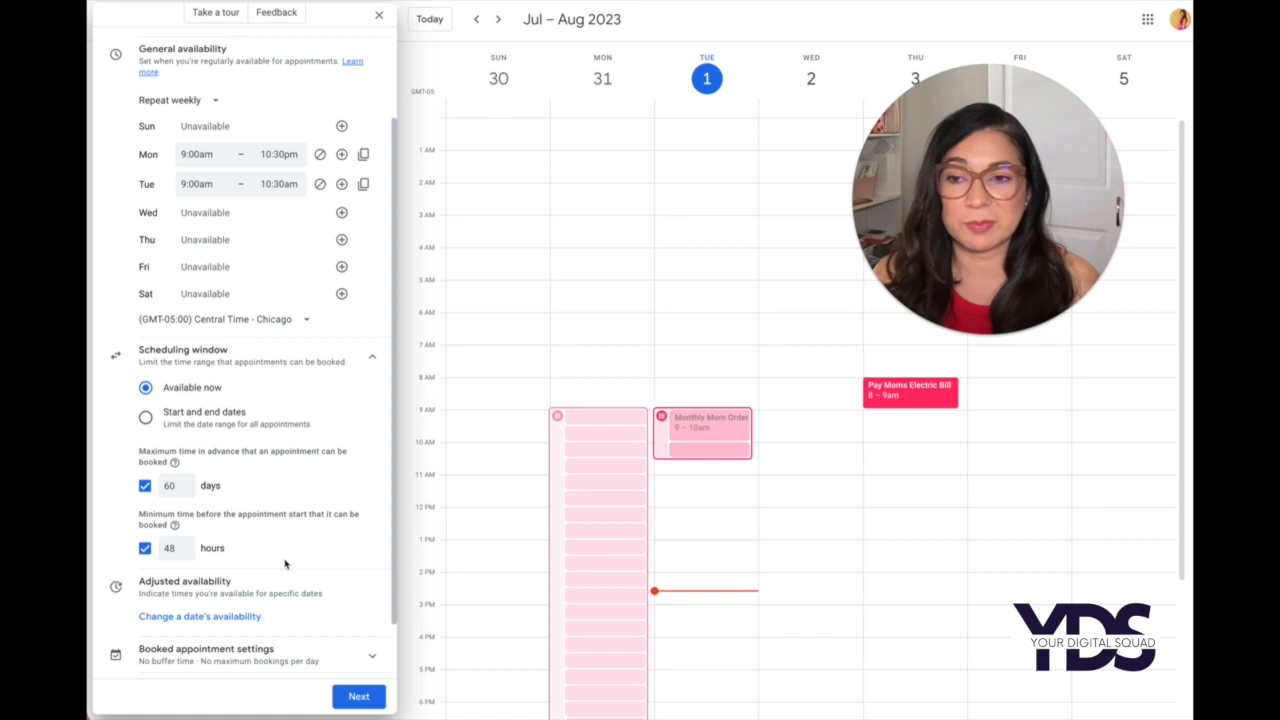 Take a tour
Feedback
Today
Jul – Aug 2023
General availability
Set when you're regularly available for appointments. Learn
more
Repeat weekly
Sun Unavailable
Mon 9:00am – 10:30pm
Tue 9:00am – 10:30am
Wed Unavailable
Thu Unavailable
Fri Unavailable
Sat Unavailable
(GMT-05:00) Central Time - Chicago
Scheduling window
Limit the time range that appointments can be booked
Available now
Start and end dates
Limit the date range for all appointments
Maximum time in advance that an appointment can be
booked
60 days
Minimum time before the appointment start that it can be
booked
48 hours
Adjusted availability
Indicate times you're available for specific dates
Change a date's availability
Booked appointment settings
No buffer time · No maximum bookings per day
Next
SUN MON TUE WED THU FRI SAT
30 31 1 2 3 5
GMT-05
1 AM
2 AM
3 AM
4 AM
5 AM
6 AM
7 AM
8 AM
9 AM
10 AM
11 AM
12 PM
1 PM
2 PM
3 PM
4 PM
5 PM
6 PM
Pay Moms Electric Bill
8 – 9am
Monthly Mom Order
9 – 10am
YDS
YOUR DIGITAL SQUAD